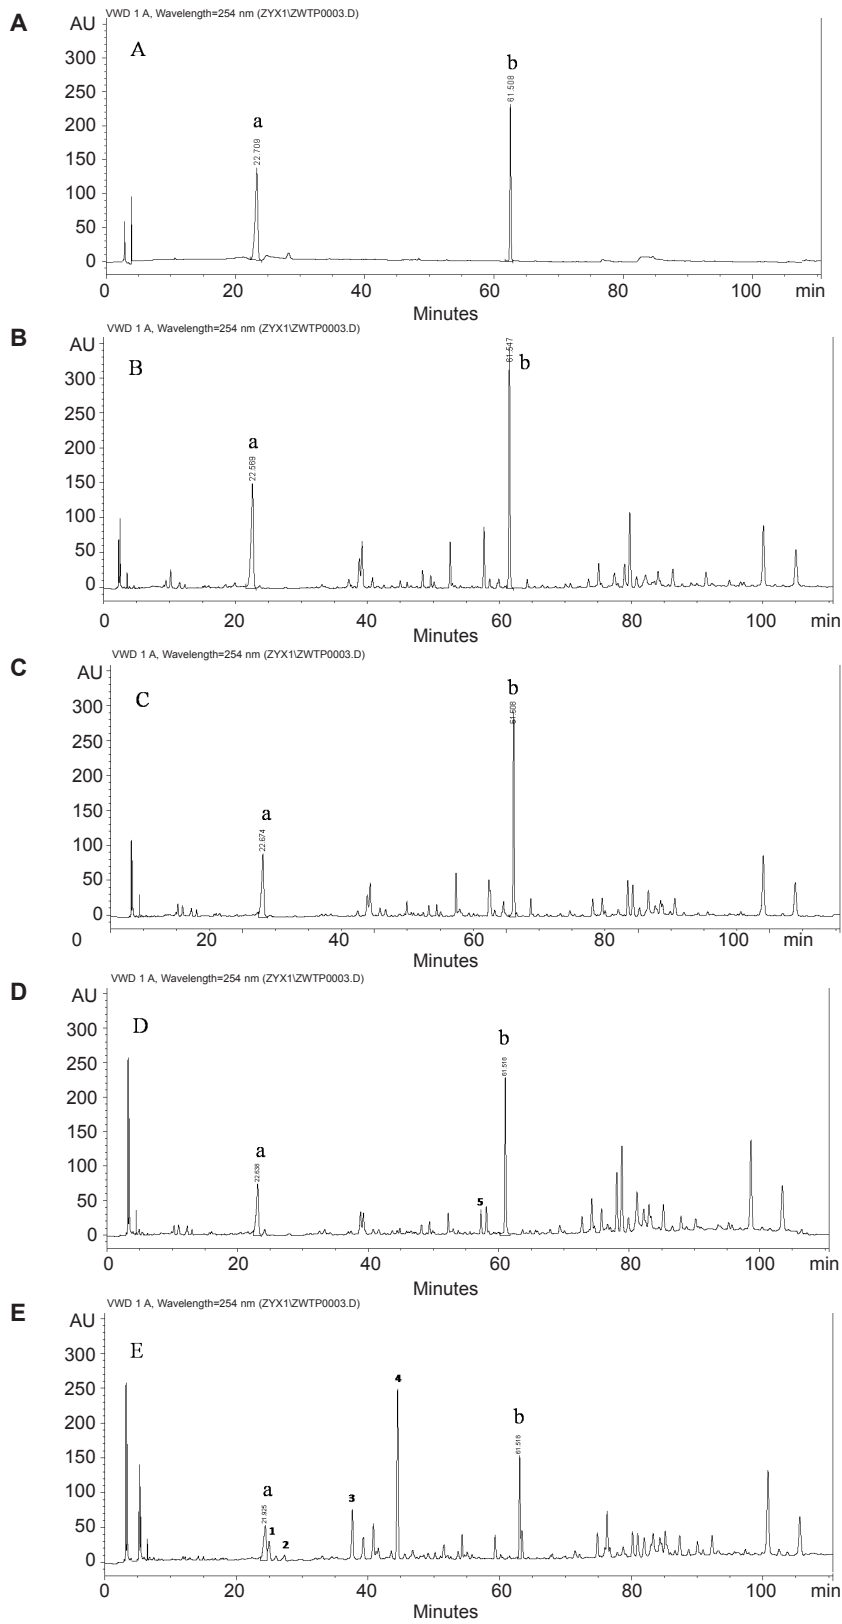 A
VWD 1 A, Wavelength=254 nm (ZYX1\ZWTP0003.D)
AU
A
a
b
22.709
61.508
300
250
200
150
100
50
0
0 20 40 60 80 100 min
Minutes
B
VWD 1 A, Wavelength=254 nm (ZYX1\ZWTP0003.D)
AU
B
a
b
22.569
61.547
300
250
200
150
100
50
0
0 20 40 60 80 100 min
Minutes
C
VWD 1 A, Wavelength=254 nm (ZYX1\ZWTP0003.D)
AU
C
a
b
22.674
61.608
300
250
200
150
100
50
0
0 20 40 60 80 100 min
Minutes
D
VWD 1 A, Wavelength=254 nm (ZYX1\ZWTP0003.D)
AU
D
a
5
b
22.638
61.510
300
250
200
150
100
50
0
0 20 40 60 80 100 min
Minutes
E
VWD 1 A, Wavelength=254 nm (ZYX1\ZWTP0003.D)
AU
E
a
1
2
3
4
b
21.925
61.516
300
250
200
150
100
50
0
0 20 40 60 80 100 min
Minutes